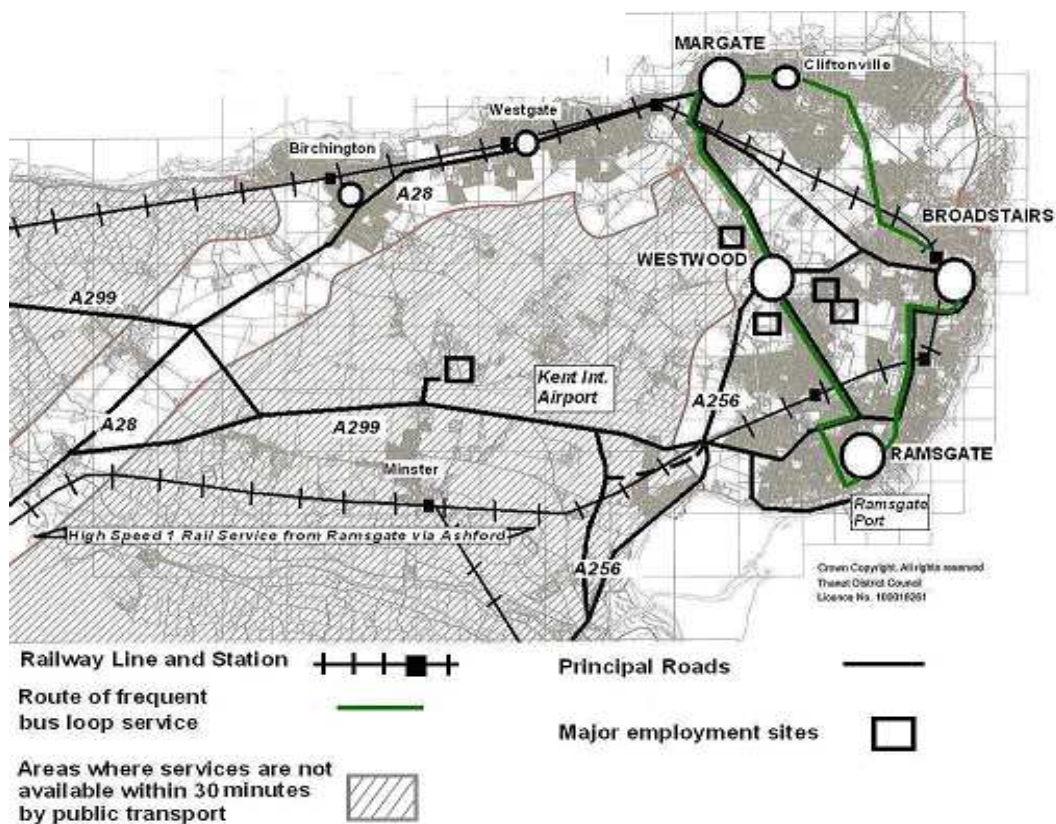 MARGATE
Cliftonville
Westgate
Birchington
A28
BROADSTAIRS
WESTWOOD
A299
Kent Int.
Airport
A256
A28
A299
RAMSGATE
Minster
Ramsgate
Port
High Speed 1 Rail Service from Ramsgate via Ashford
A256
Crown Copyright. All rights reserved
Thanet District Council
Licence No. 100018261
Railway Line and Station
Principal Roads
Route of frequent
bus loop service
Major employment sites
Areas where services are not
available within 30 minutes
by public transport